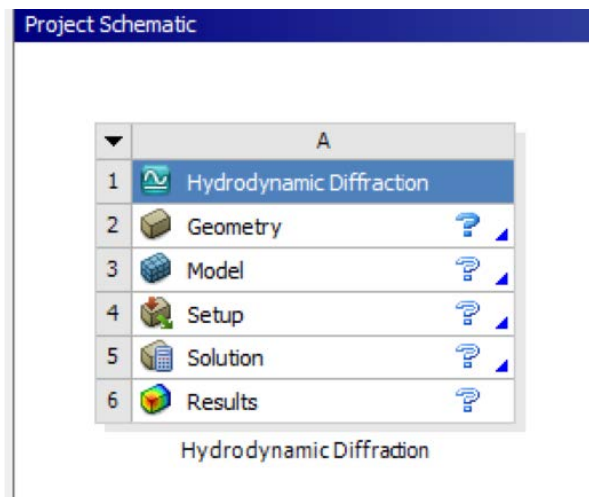 Project Schematic
A
1 Hydrodynamic Diffraction
2 Geometry ?
3 Model ?
4 Setup ?
5 Solution ?
6 Results ?
Hydrodynamic Diffraction